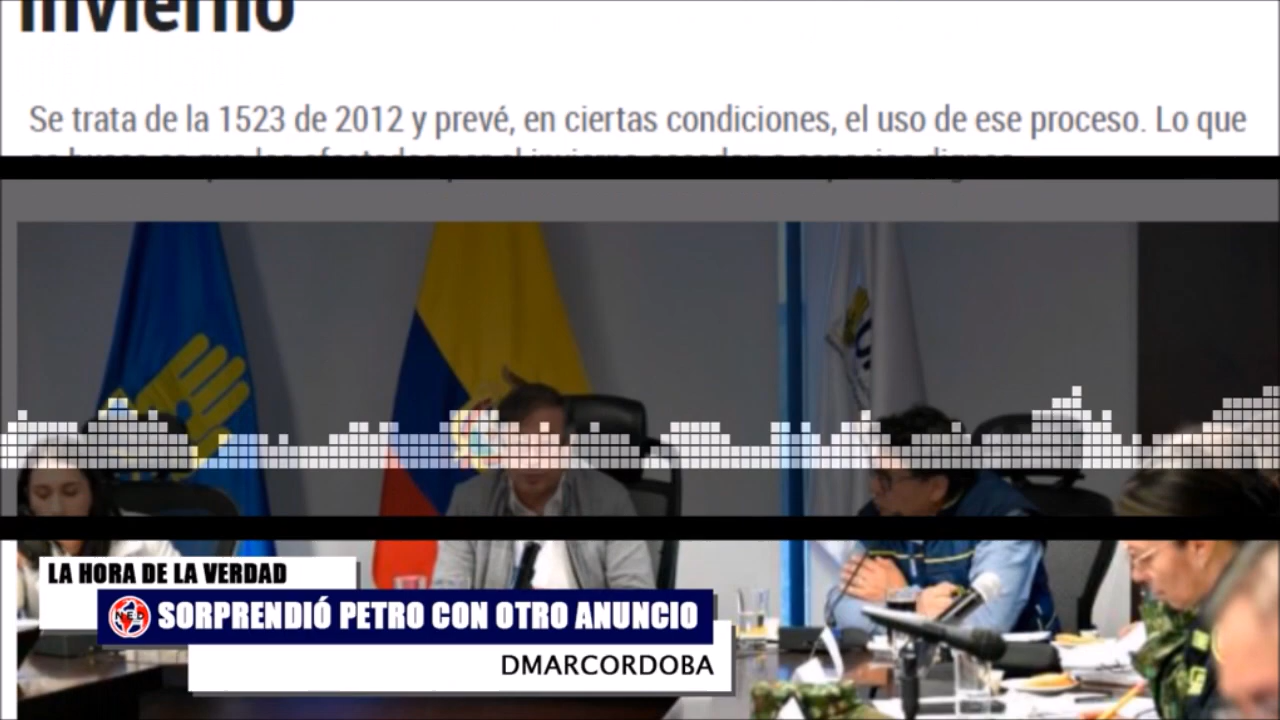 invierno
Se trata de la 1523 de 2012 y prevé, en ciertas condiciones, el uso de ese proceso. Lo que
LA HORA DE LA VERDAD
SORPRENDIÓ PETRO CON OTRO ANUNCIO
DMARCORDOBA